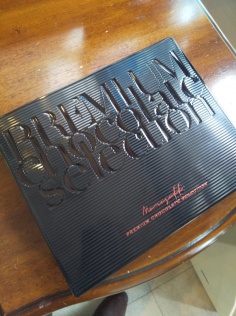 PREMIUM
chocolate
selection
PREMIUM CHOCOLATE SELECTION